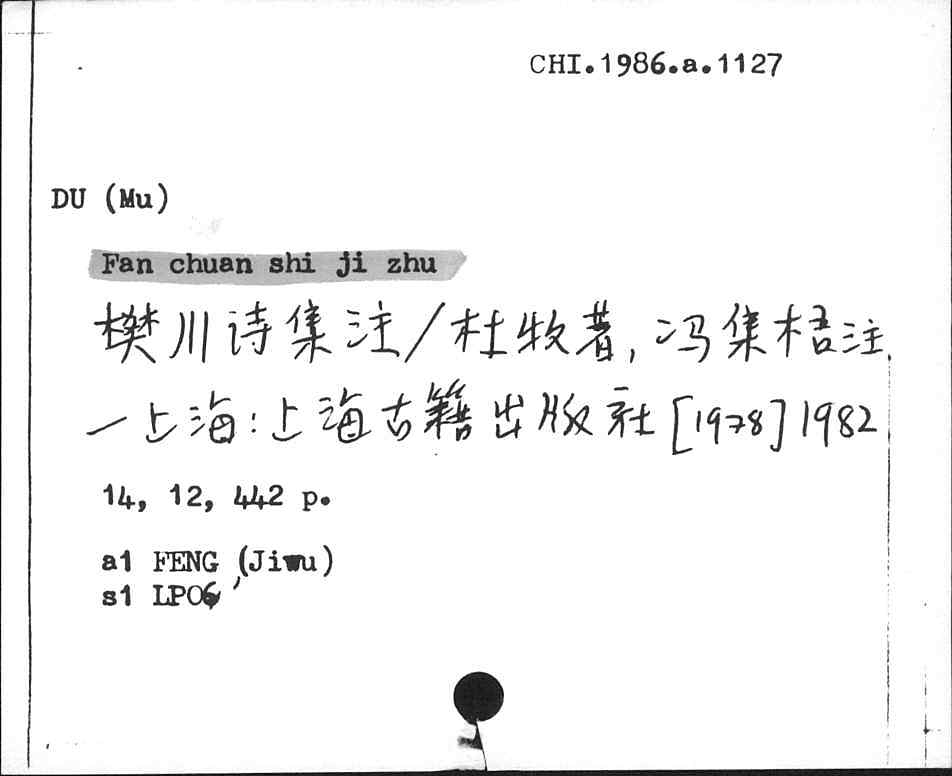 CHI.1986.a.1127
DU (Mu)
Fan chuan shi ji zhu
樊川诗集注/杜牧著,冯集梧注.
—上海:上海古籍出版社[1978]1982
14, 12, 442 p.
a1 FENG (Jiwu)
s1 LPO6